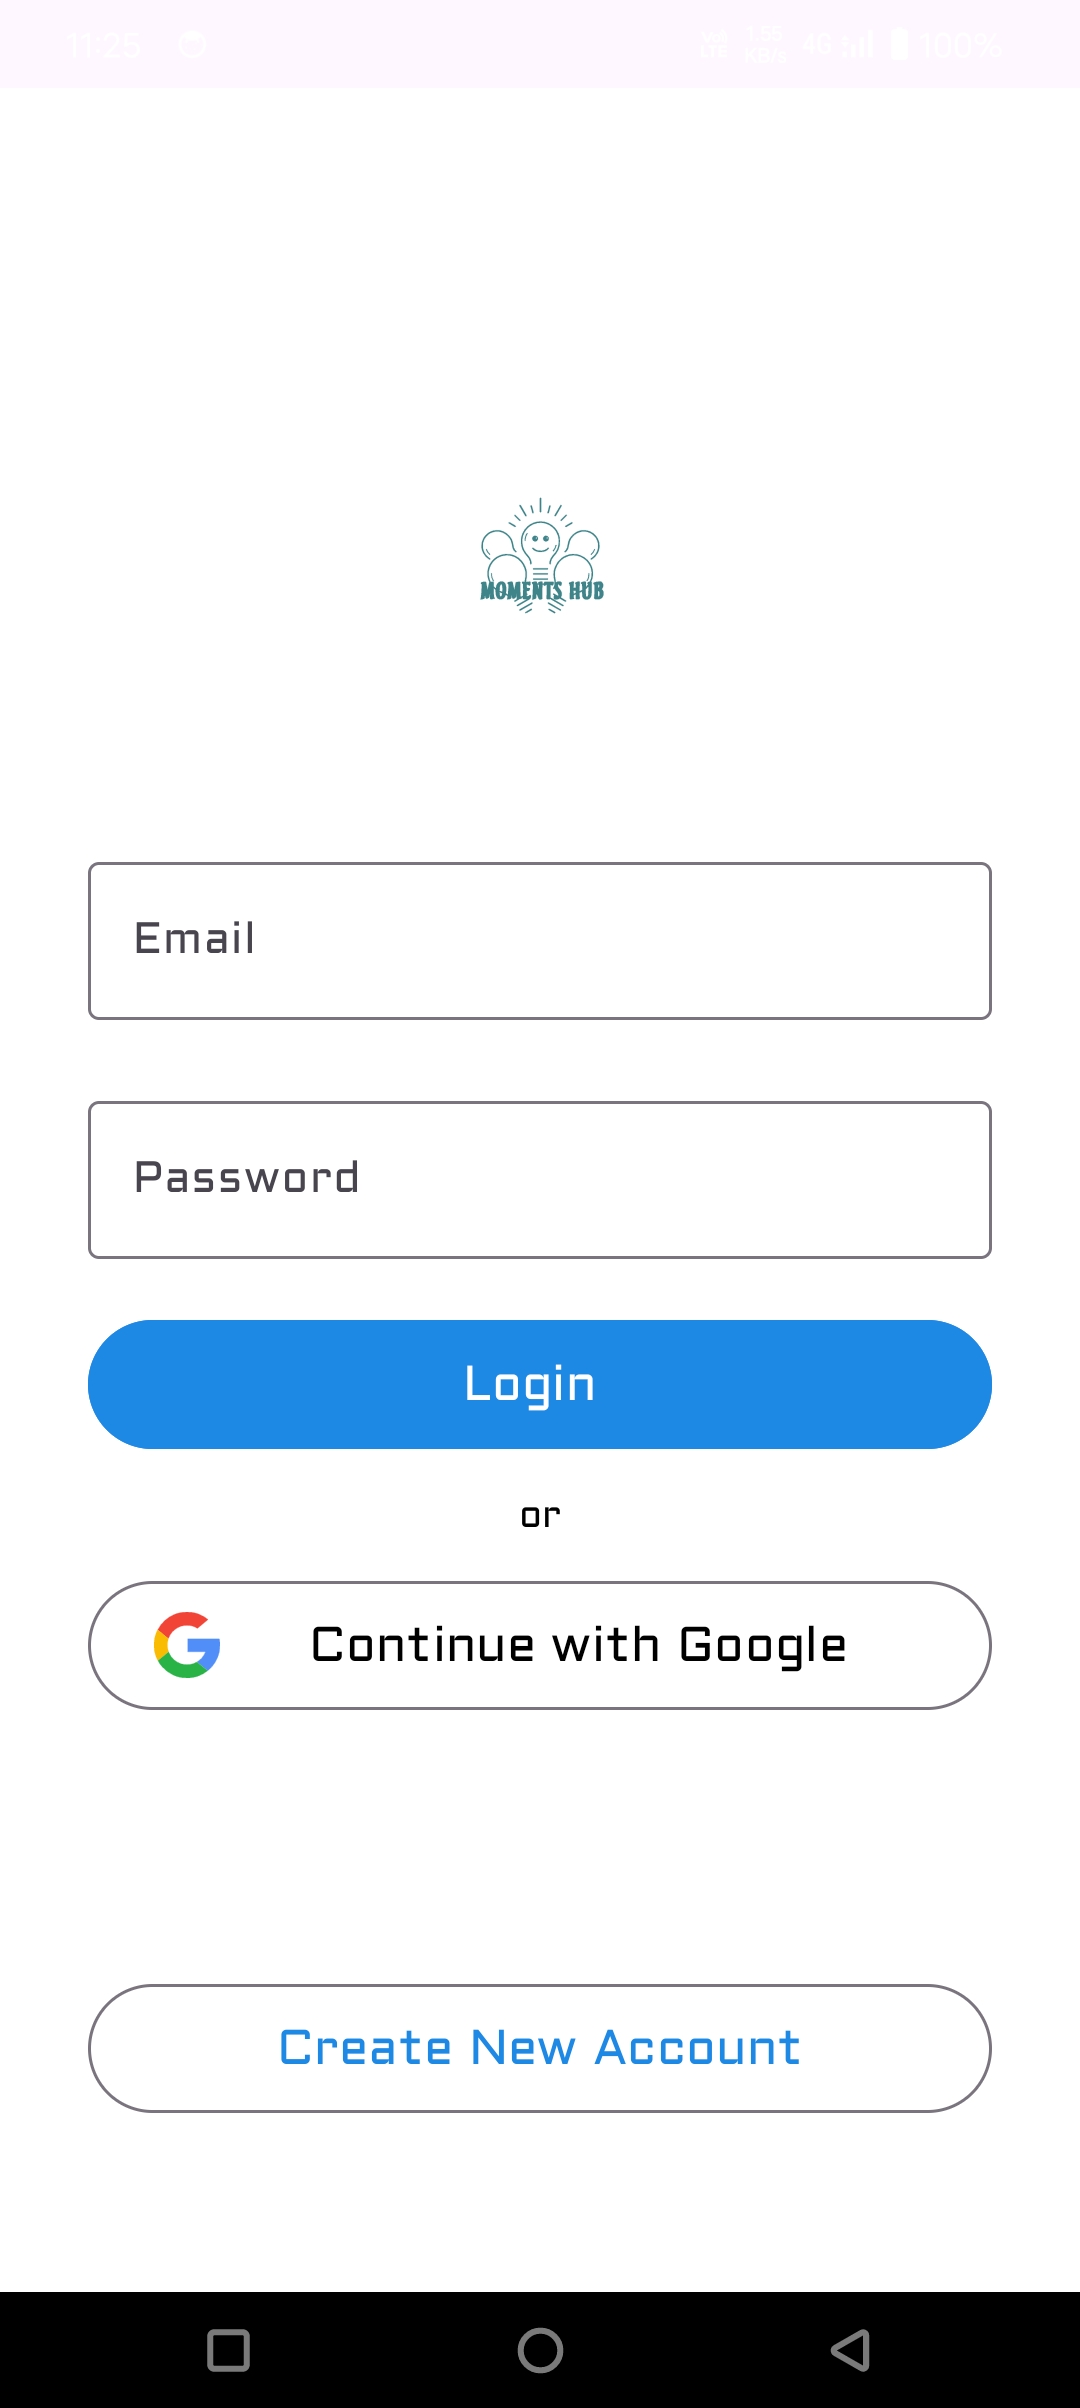 11:25 VoI LTE 1.55 KB/s 4G 100%
MOMENTS HUB
Email
Password
Login
or
Continue with Google
Create New Account